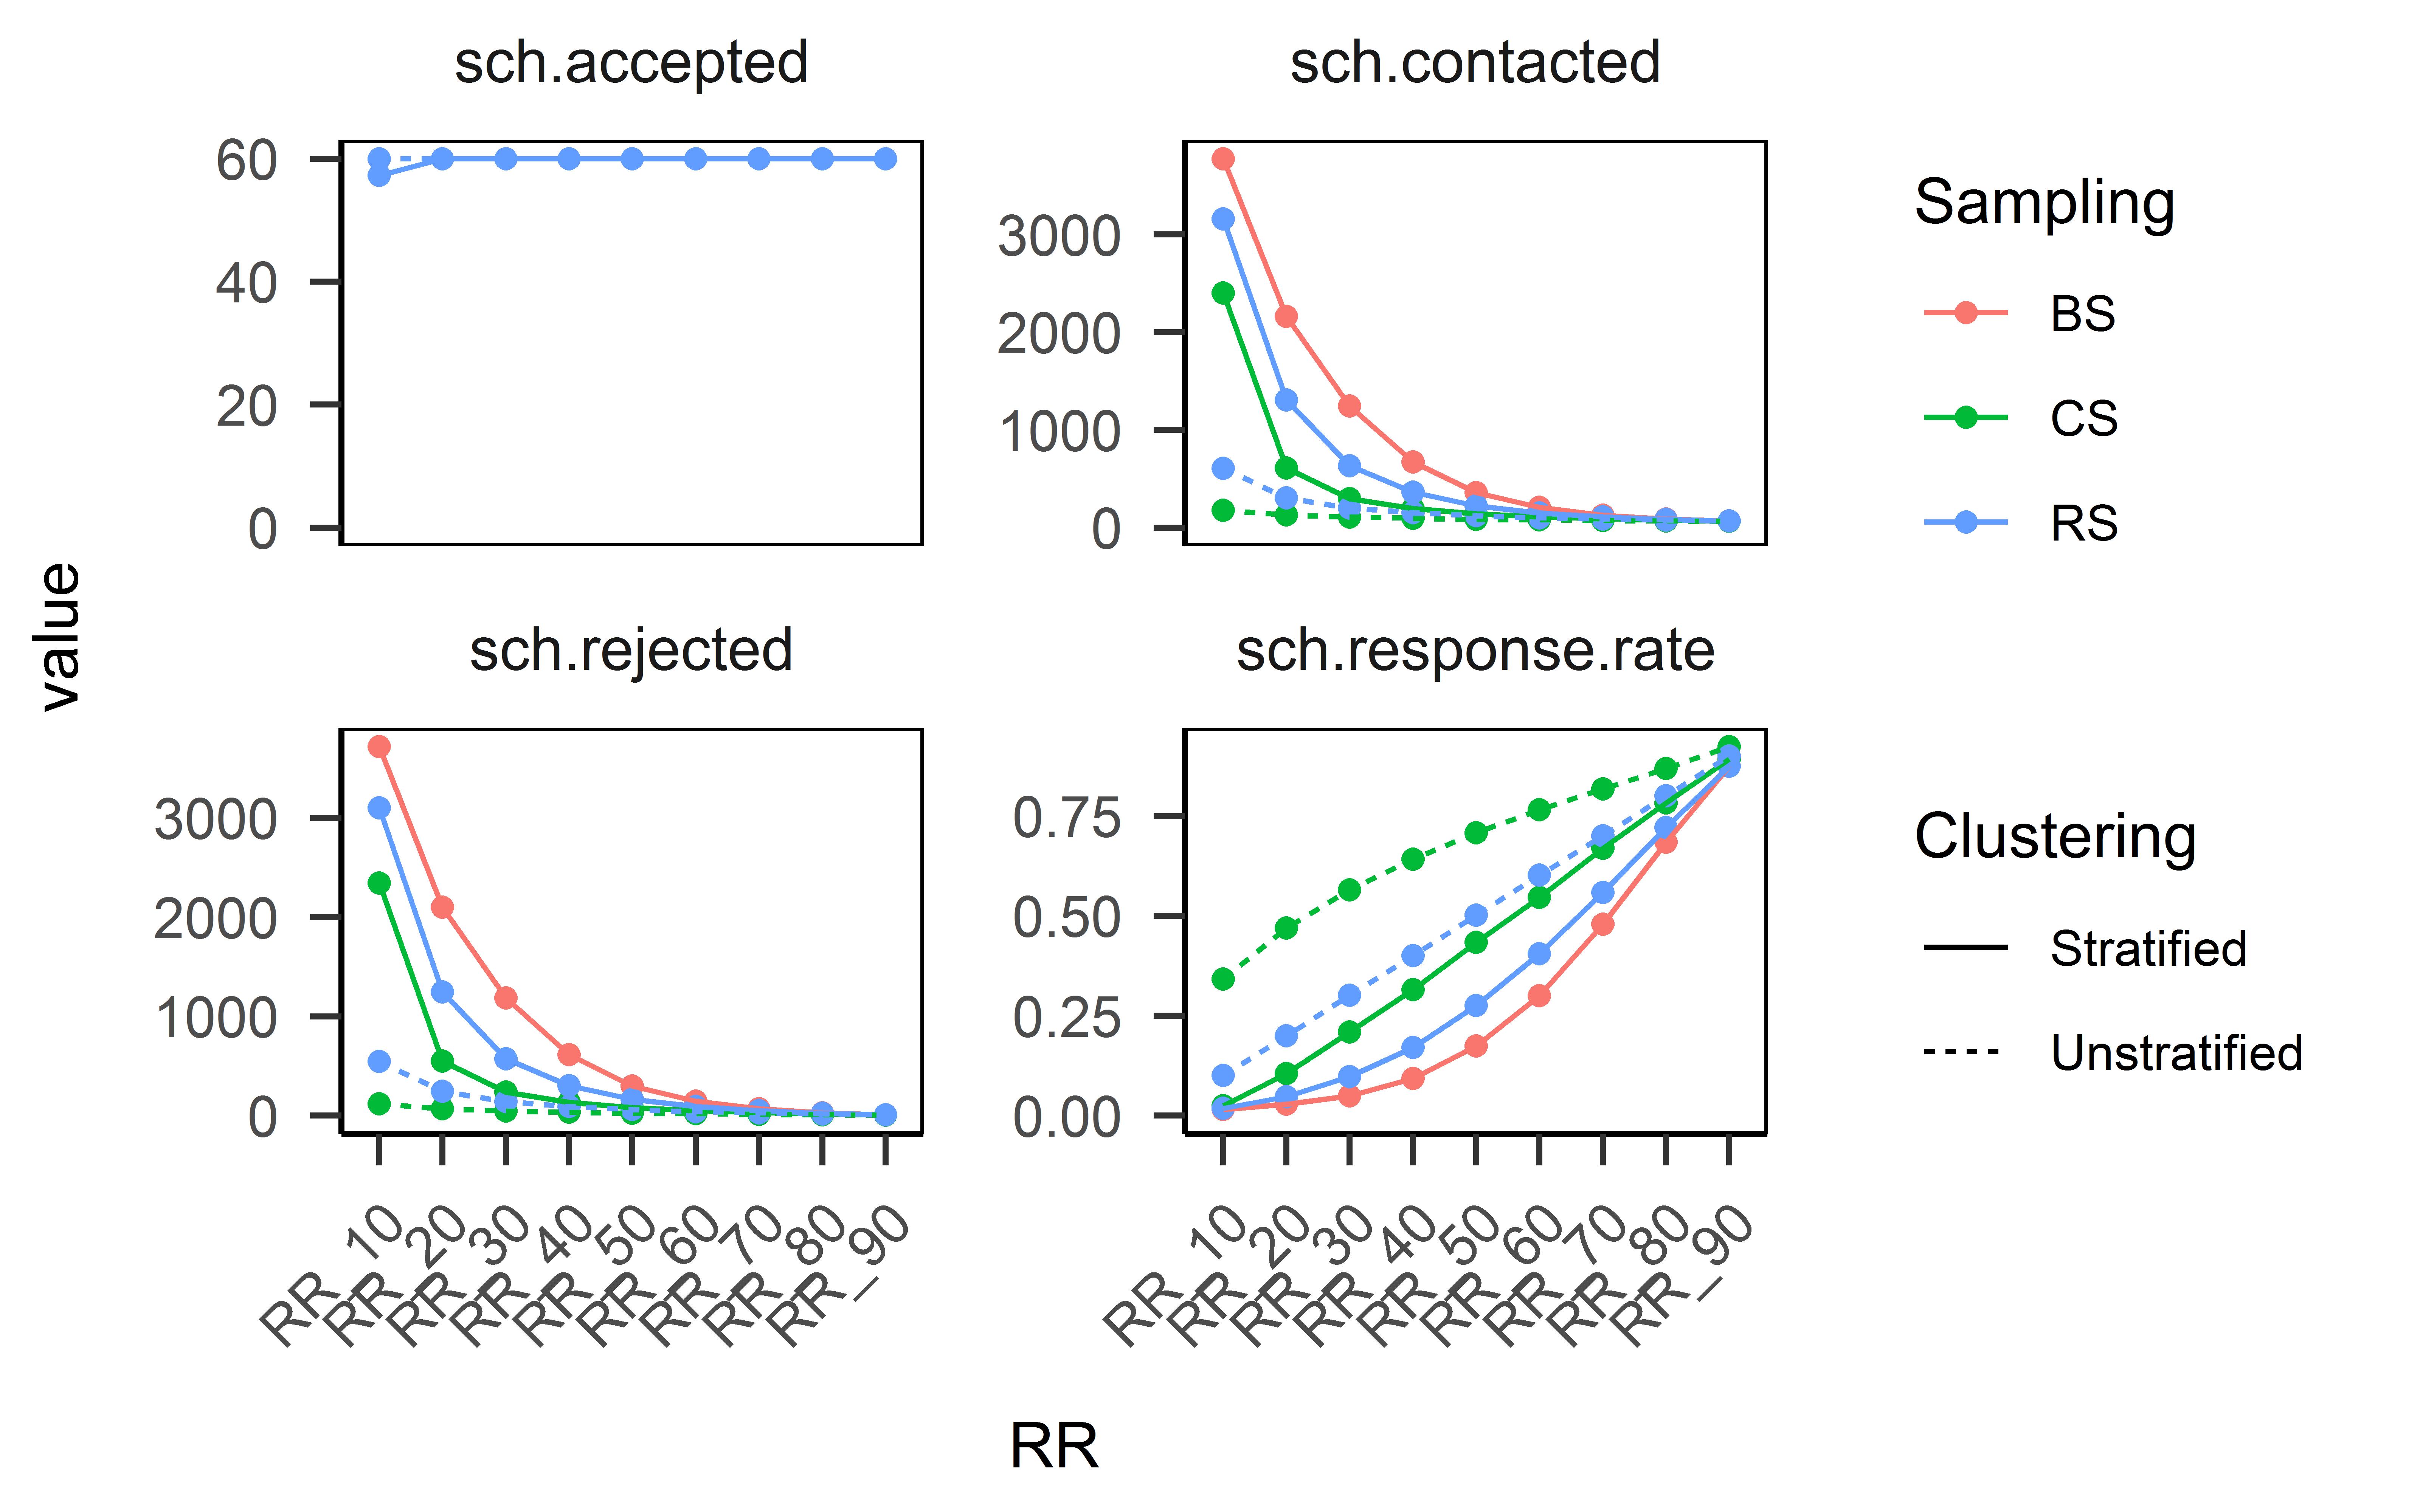 sch.accepted
sch.contacted
60
40
20
0
3000
2000
1000
0
value
sch.rejected
sch.response.rate
3000
2000
1000
0
0.75
0.50
0.25
0.00
RR_10
RR_20
RR_30
RR_40
RR_50
RR_60
RR_70
RR_80
RR_90
RR_10
RR_20
RR_30
RR_40
RR_50
RR_60
RR_70
RR_80
RR_90
RR
Sampling
BS
CS
RS
Clustering
Stratified
Unstratified